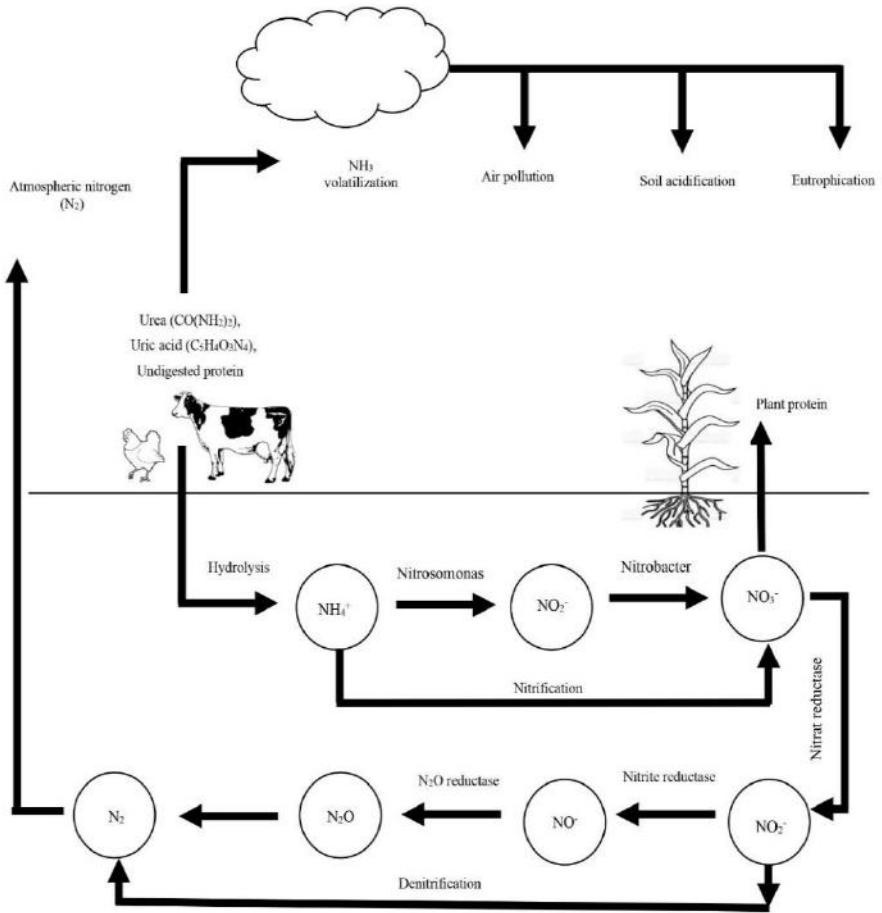 NH₃
volatilization
Air pollution
Soil acidification
Eutrophication
Atmospheric nitrogen
(N₂)
Urea (CO(NH₂)₂),
Uric acid (C₅H₄O₃N₄),
Undigested protein
Plant protein
Hydrolysis
Nitrosomonas
Nitrobacter
NH₄⁺
NO₂⁻
NO₃⁻
Nitrification
Nitrat reductase
N₂O reductase
Nitrite reductase
N₂
N₂O
NO⁻
NO₂⁻
Denitrification